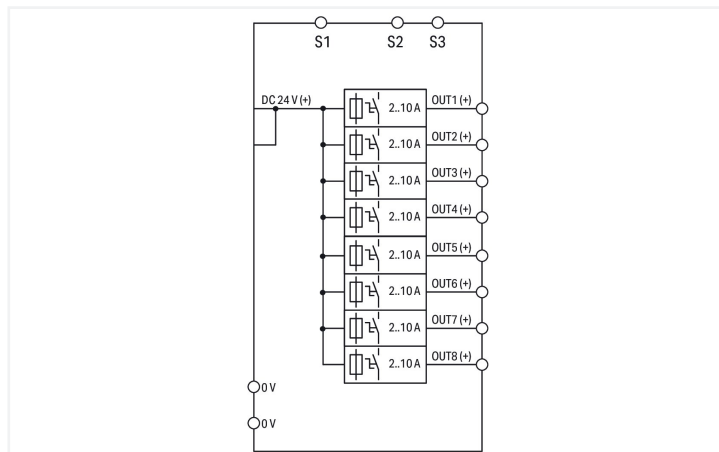 S1 S2 S3
DC 24 V (+)
2..10 A OUT1 (+)
2..10 A OUT2 (+)
2..10 A OUT3 (+)
2..10 A OUT4 (+)
2..10 A OUT5 (+)
2..10 A OUT6 (+)
2..10 A OUT7 (+)
2..10 A OUT8 (+)
0 V
0 V